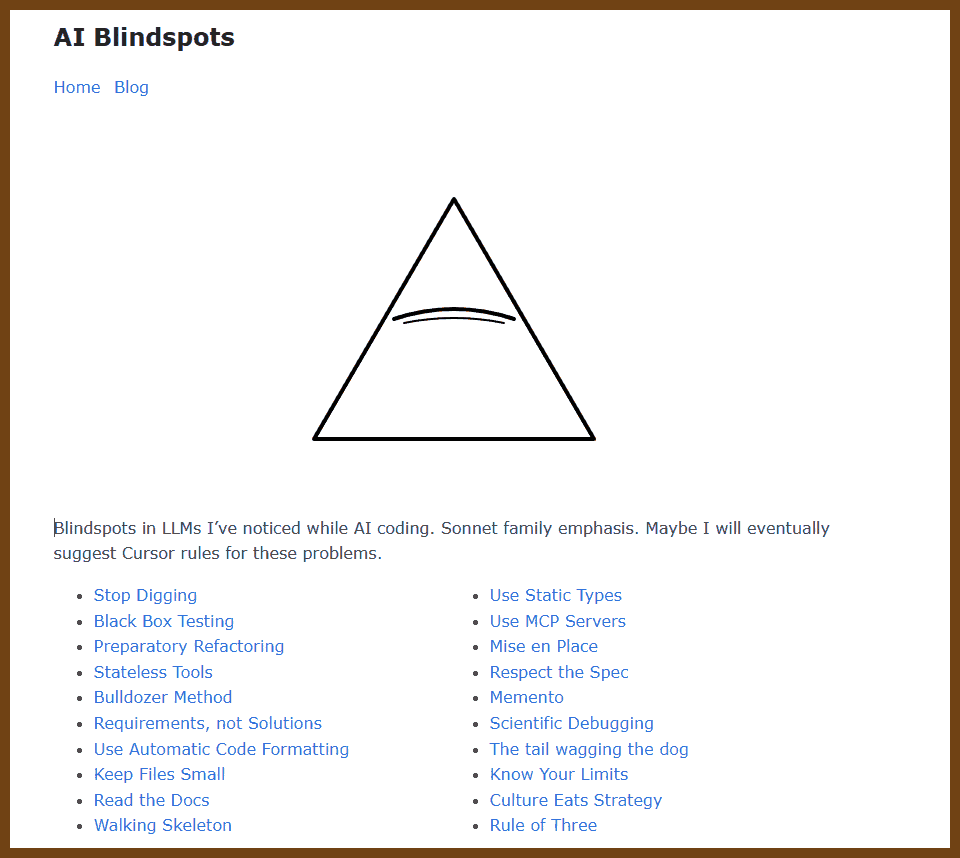 AI Blindspots
Home Blog
Blindspots in LLMs I’ve noticed while AI coding. Sonnet family emphasis. Maybe I will eventually
suggest Cursor rules for these problems.
Stop Digging
Black Box Testing
Preparatory Refactoring
Stateless Tools
Bulldozer Method
Requirements, not Solutions
Use Automatic Code Formatting
Keep Files Small
Read the Docs
Walking Skeleton
Use Static Types
Use MCP Servers
Mise en Place
Respect the Spec
Memento
Scientific Debugging
The tail wagging the dog
Know Your Limits
Culture Eats Strategy
Rule of Three